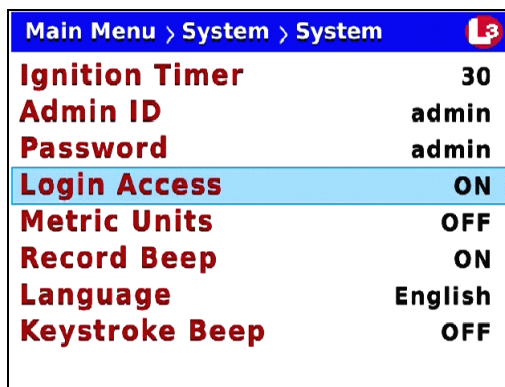 Main Menu > System > System L3
Ignition Timer 30
Admin ID admin
Password admin
Login Access ON
Metric Units OFF
Record Beep ON
Language English
Keystroke Beep OFF